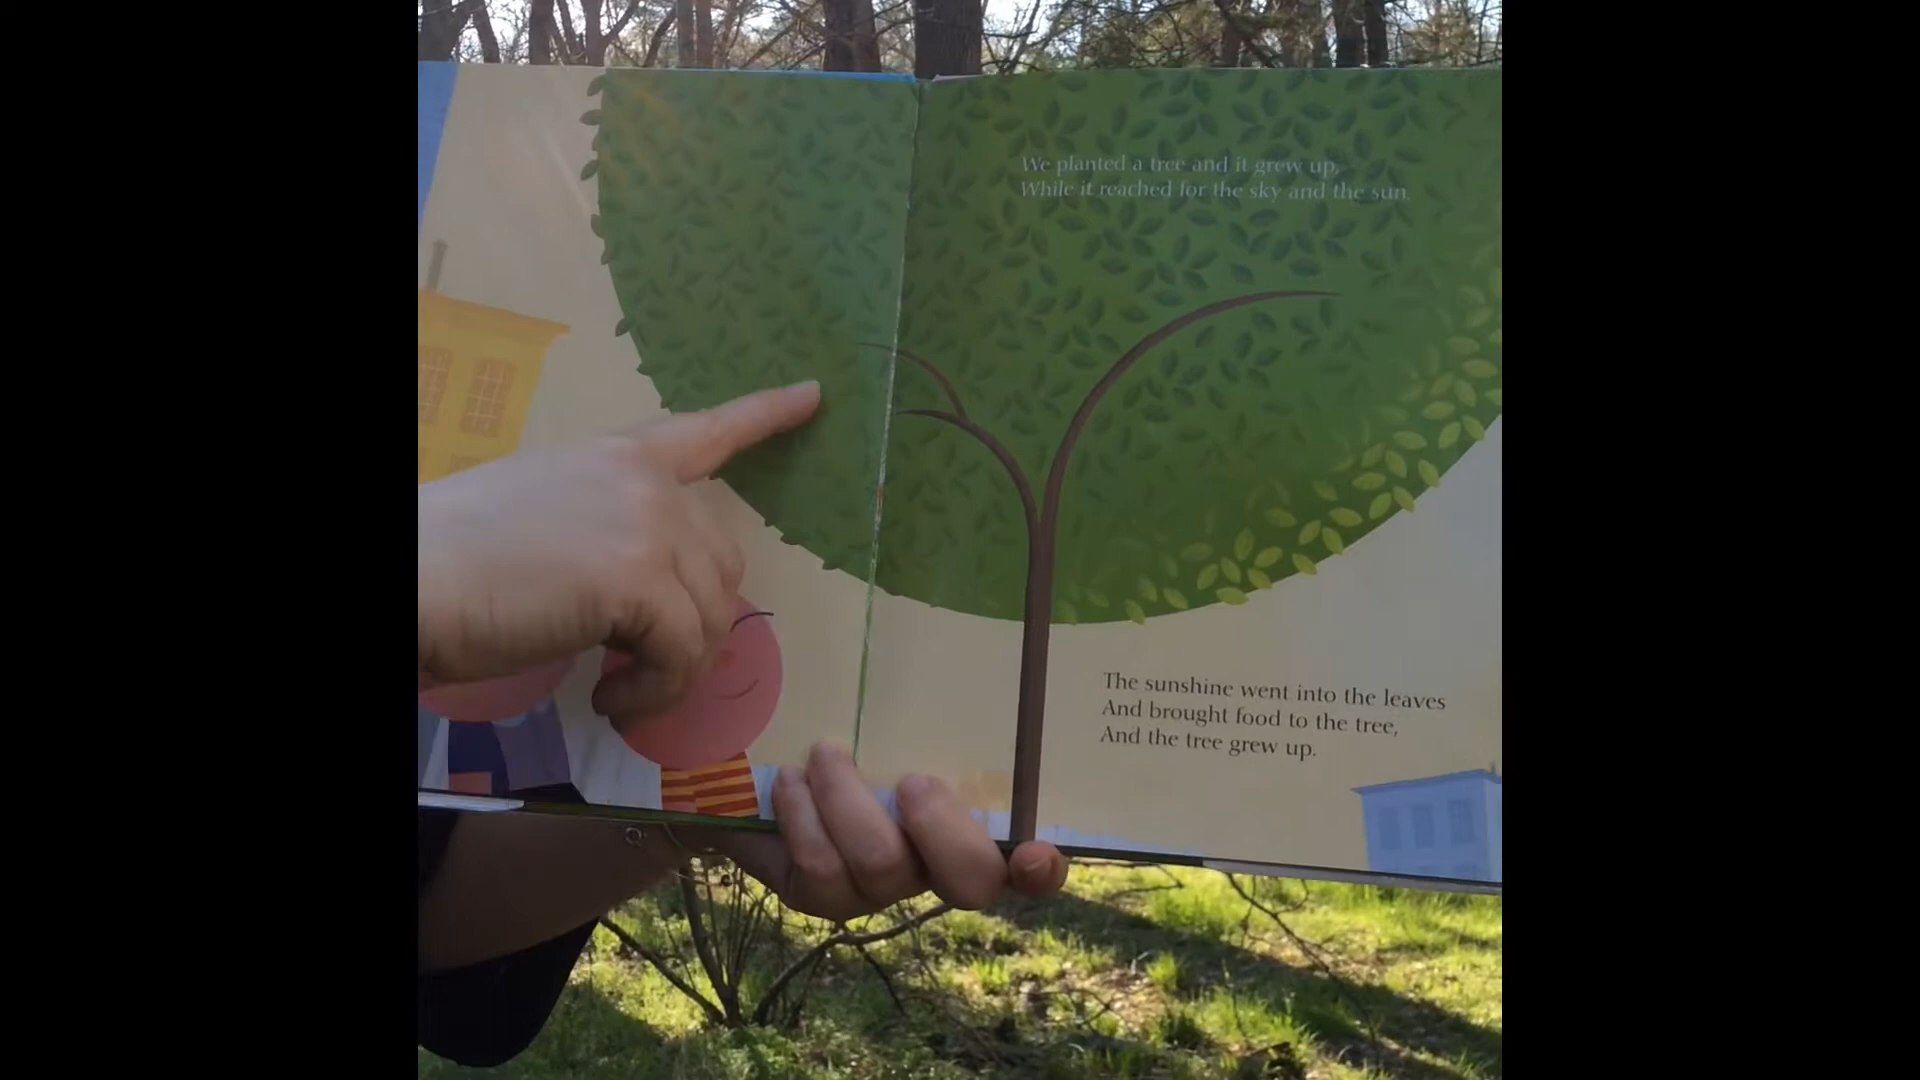 We planted a tree and it grew up,
While it reached for the sky and the sun.
The sunshine went into the leaves
And brought food to the tree,
And the tree grew up.